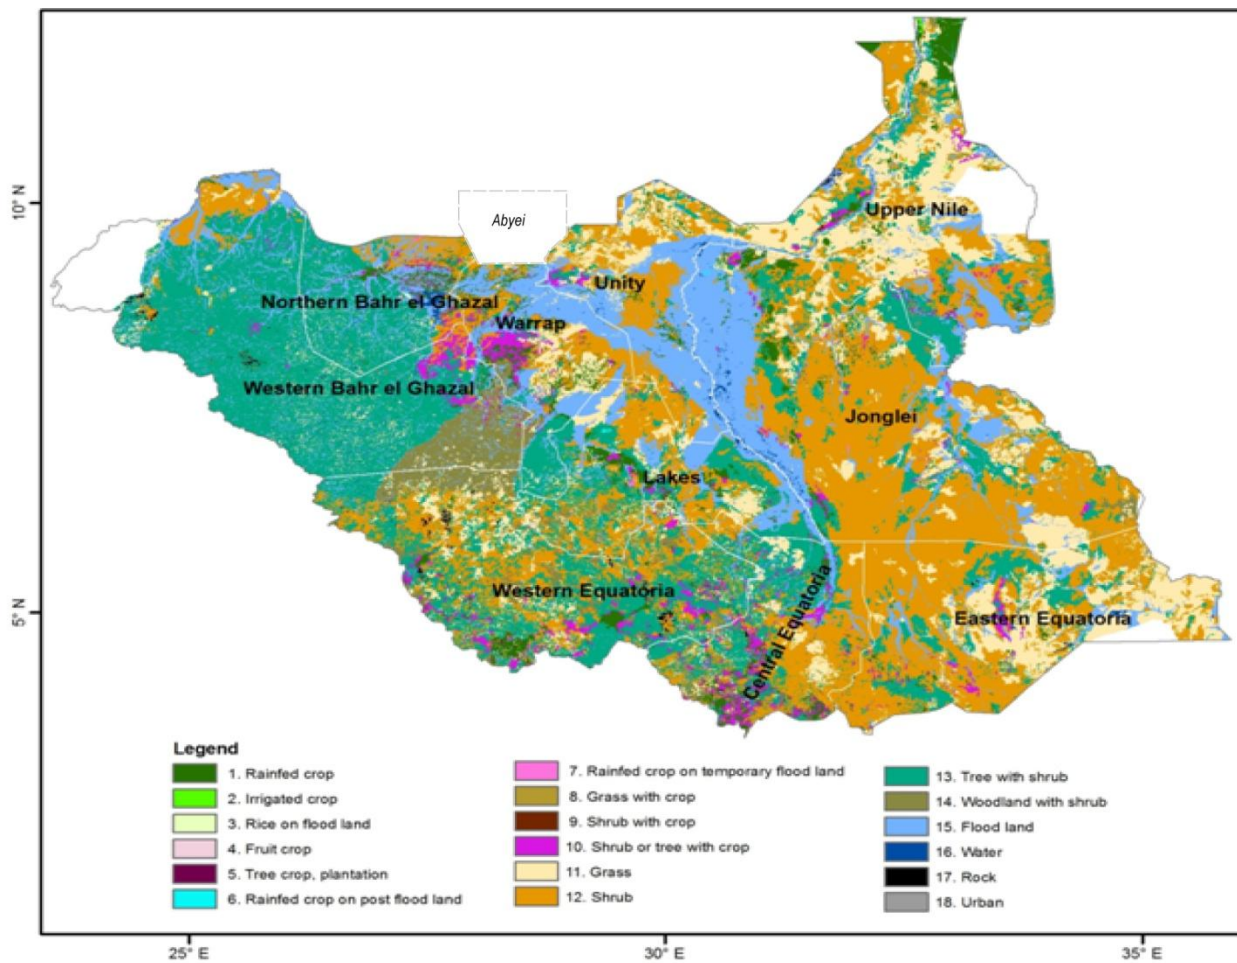 10° N
Abyei
Upper Nile
Unity
Northern Bahr el Ghazal
Warrap
Western Bahr el Ghazal
Jonglei
Lakes
Western Equatoria
Central Equatoria
Eastern Equatoria
5° N
Legend
1. Rainfed crop
2. Irrigated crop
3. Rice on flood land
4. Fruit crop
5. Tree crop, plantation
6. Rainfed crop on post flood land
7. Rainfed crop on temporary flood land
8. Grass with crop
9. Shrub with crop
10. Shrub or tree with crop
11. Grass
12. Shrub
13. Tree with shrub
14. Woodland with shrub
15. Flood land
16. Water
17. Rock
18. Urban
25° E
30° E
35° E